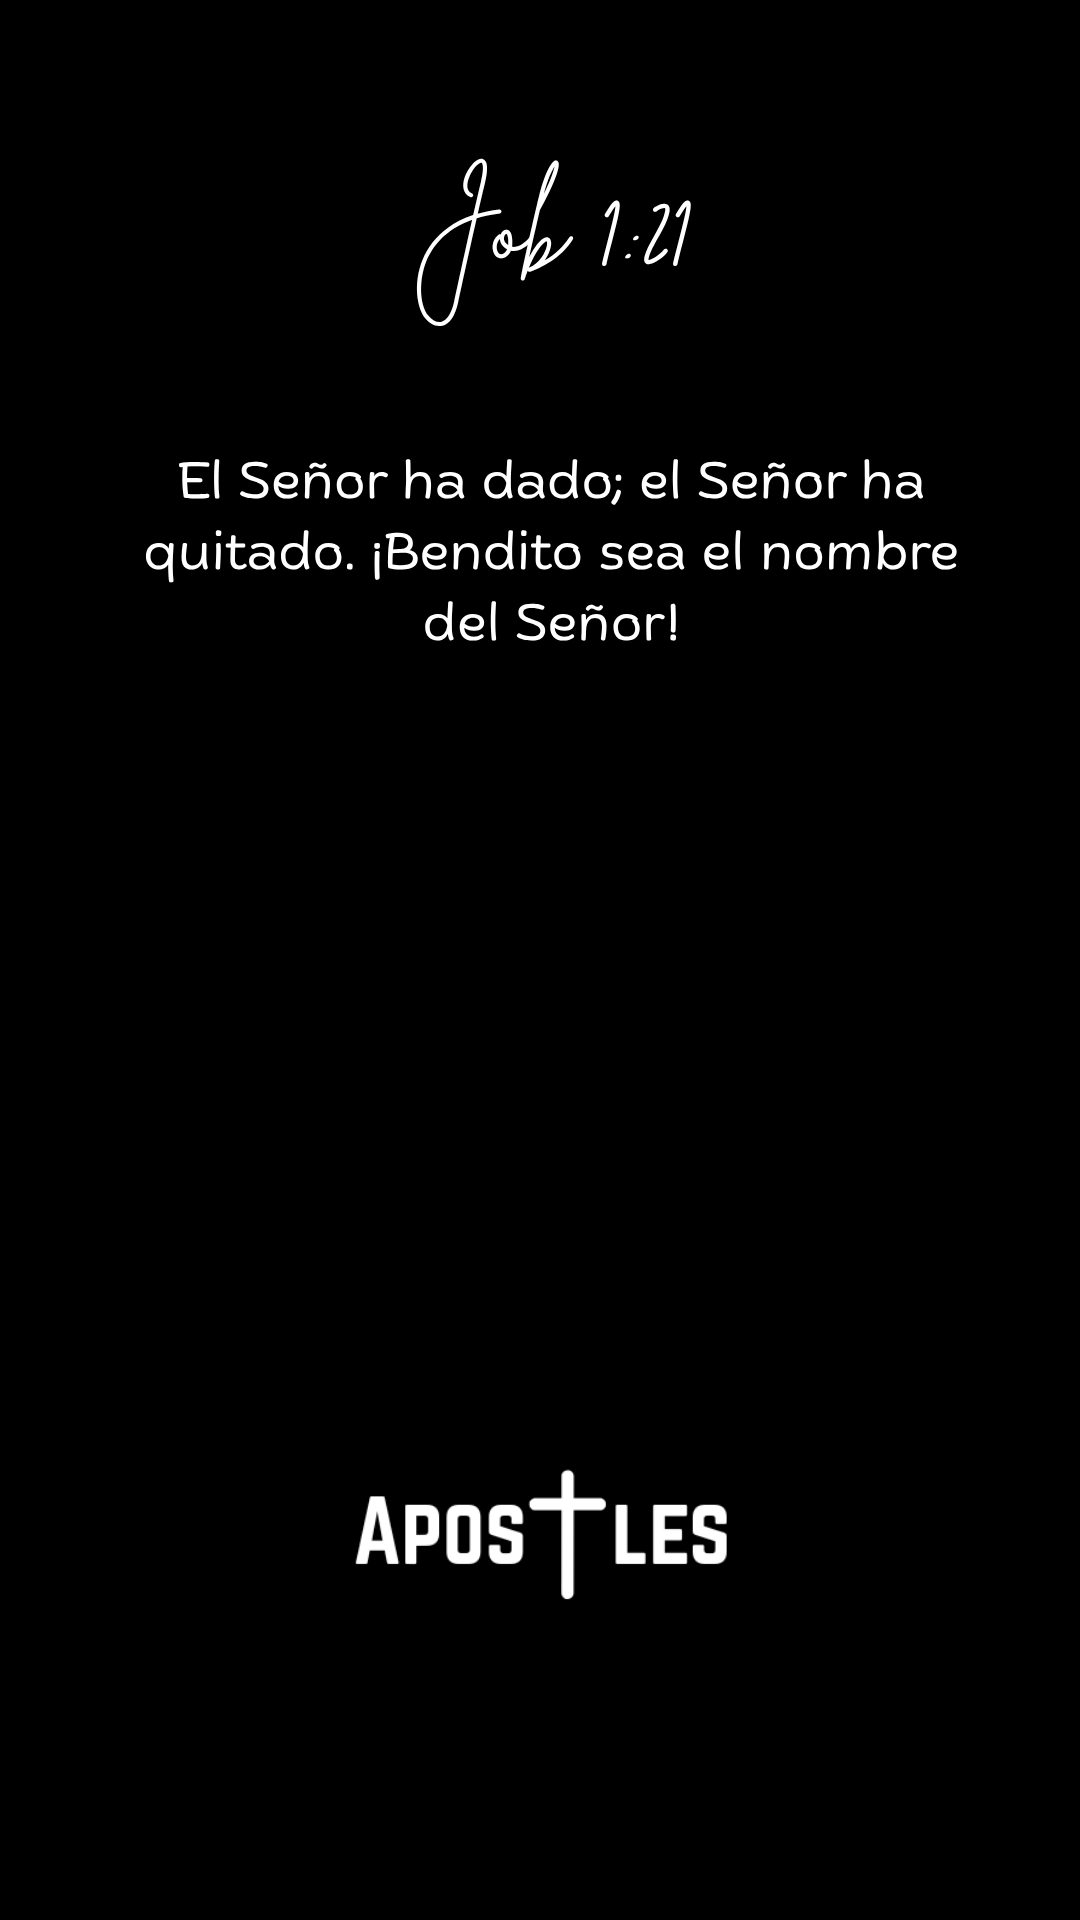 Job 1:21
El Señor ha dado; el Señor ha
quitado. ¡Bendito sea el nombre
del Señor!
Apostles